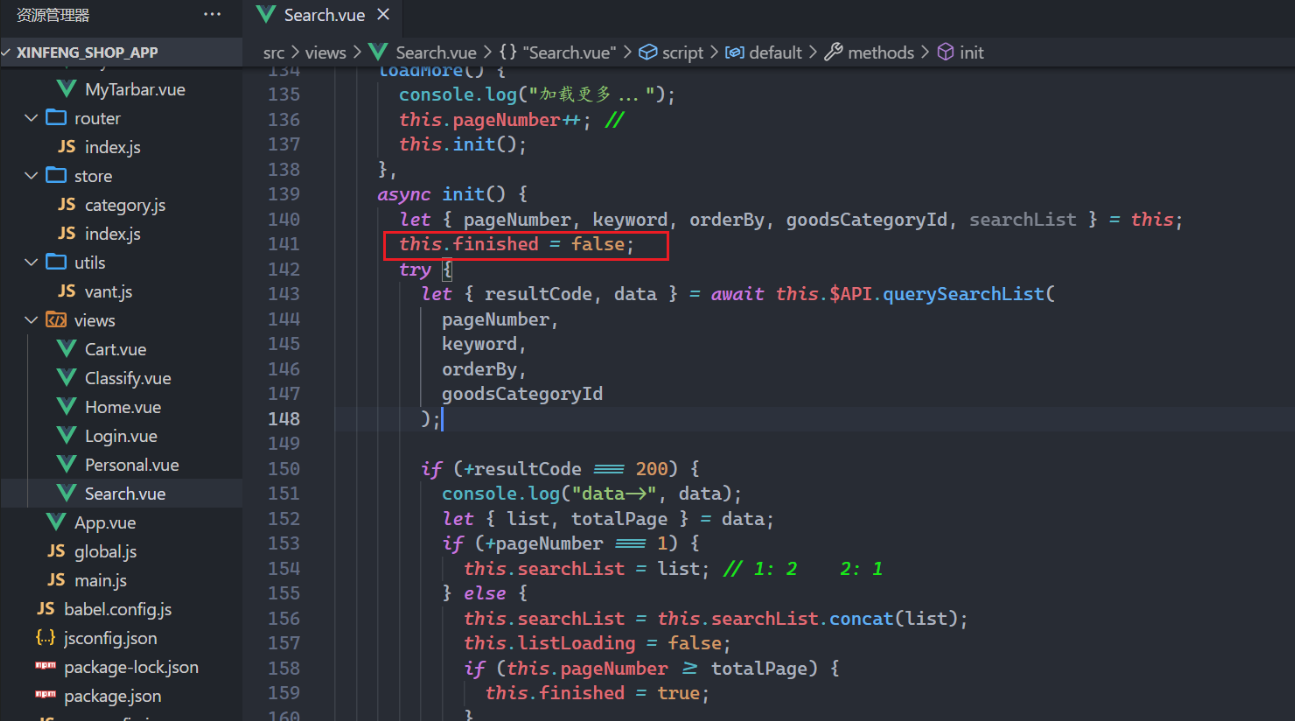 资源管理器
···
Search.vue ×
XINFENG_SHOP_APP
src > views > Search.vue > {} "Search.vue" > script > default > methods > init
MyTarbar.vue
router
JS index.js
store
JS category.js
JS index.js
utils
JS vant.js
views
Cart.vue
Classify.vue
Home.vue
Login.vue
Personal.vue
Search.vue
App.vue
JS global.js
JS main.js
JS babel.config.js
{..} jsconfig.json
npm package-lock.json
npm package.json
134 loadMore() {
135 console.log("加载更多...");
136 this.pageNumber++; //
137 this.init();
138 },
139 async init() {
140 let { pageNumber, keyword, orderBy, goodsCategoryId, searchList } = this;
141 this.finished = false;
142 try {
143 let { resultCode, data } = await this.$API.querySearchList(
144 pageNumber,
145 keyword,
146 orderBy,
147 goodsCategoryId
148 );
149
150 if (+resultCode === 200) {
151 console.log("data->", data);
152 let { list, totalPage } = data;
153 if (+pageNumber === 1) {
154 this.searchList = list; // 1: 2 2: 1
155 } else {
156 this.searchList = this.searchList.concat(list);
157 this.listLoading = false;
158 if (this.pageNumber >= totalPage) {
159 this.finished = true;
160 }